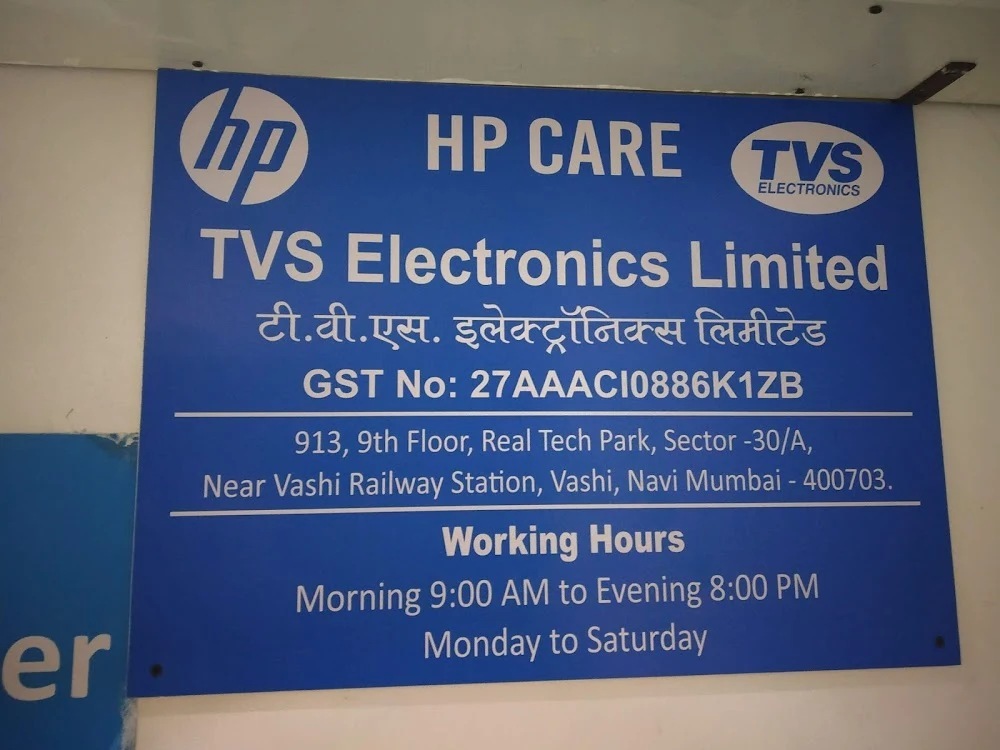 hp
HP CARE
TVS
ELECTRONICS
TVS Electronics Limited
टी.वी.एस. इलेक्ट्रॉनिक्स लिमीटेड
GST No: 27AAACI0886K1ZB
913, 9th Floor, Real Tech Park, Sector -30/A,
Near Vashi Railway Station, Vashi, Navi Mumbai - 400703.
Working Hours
Morning 9:00 AM to Evening 8:00 PM
Monday to Saturday
er